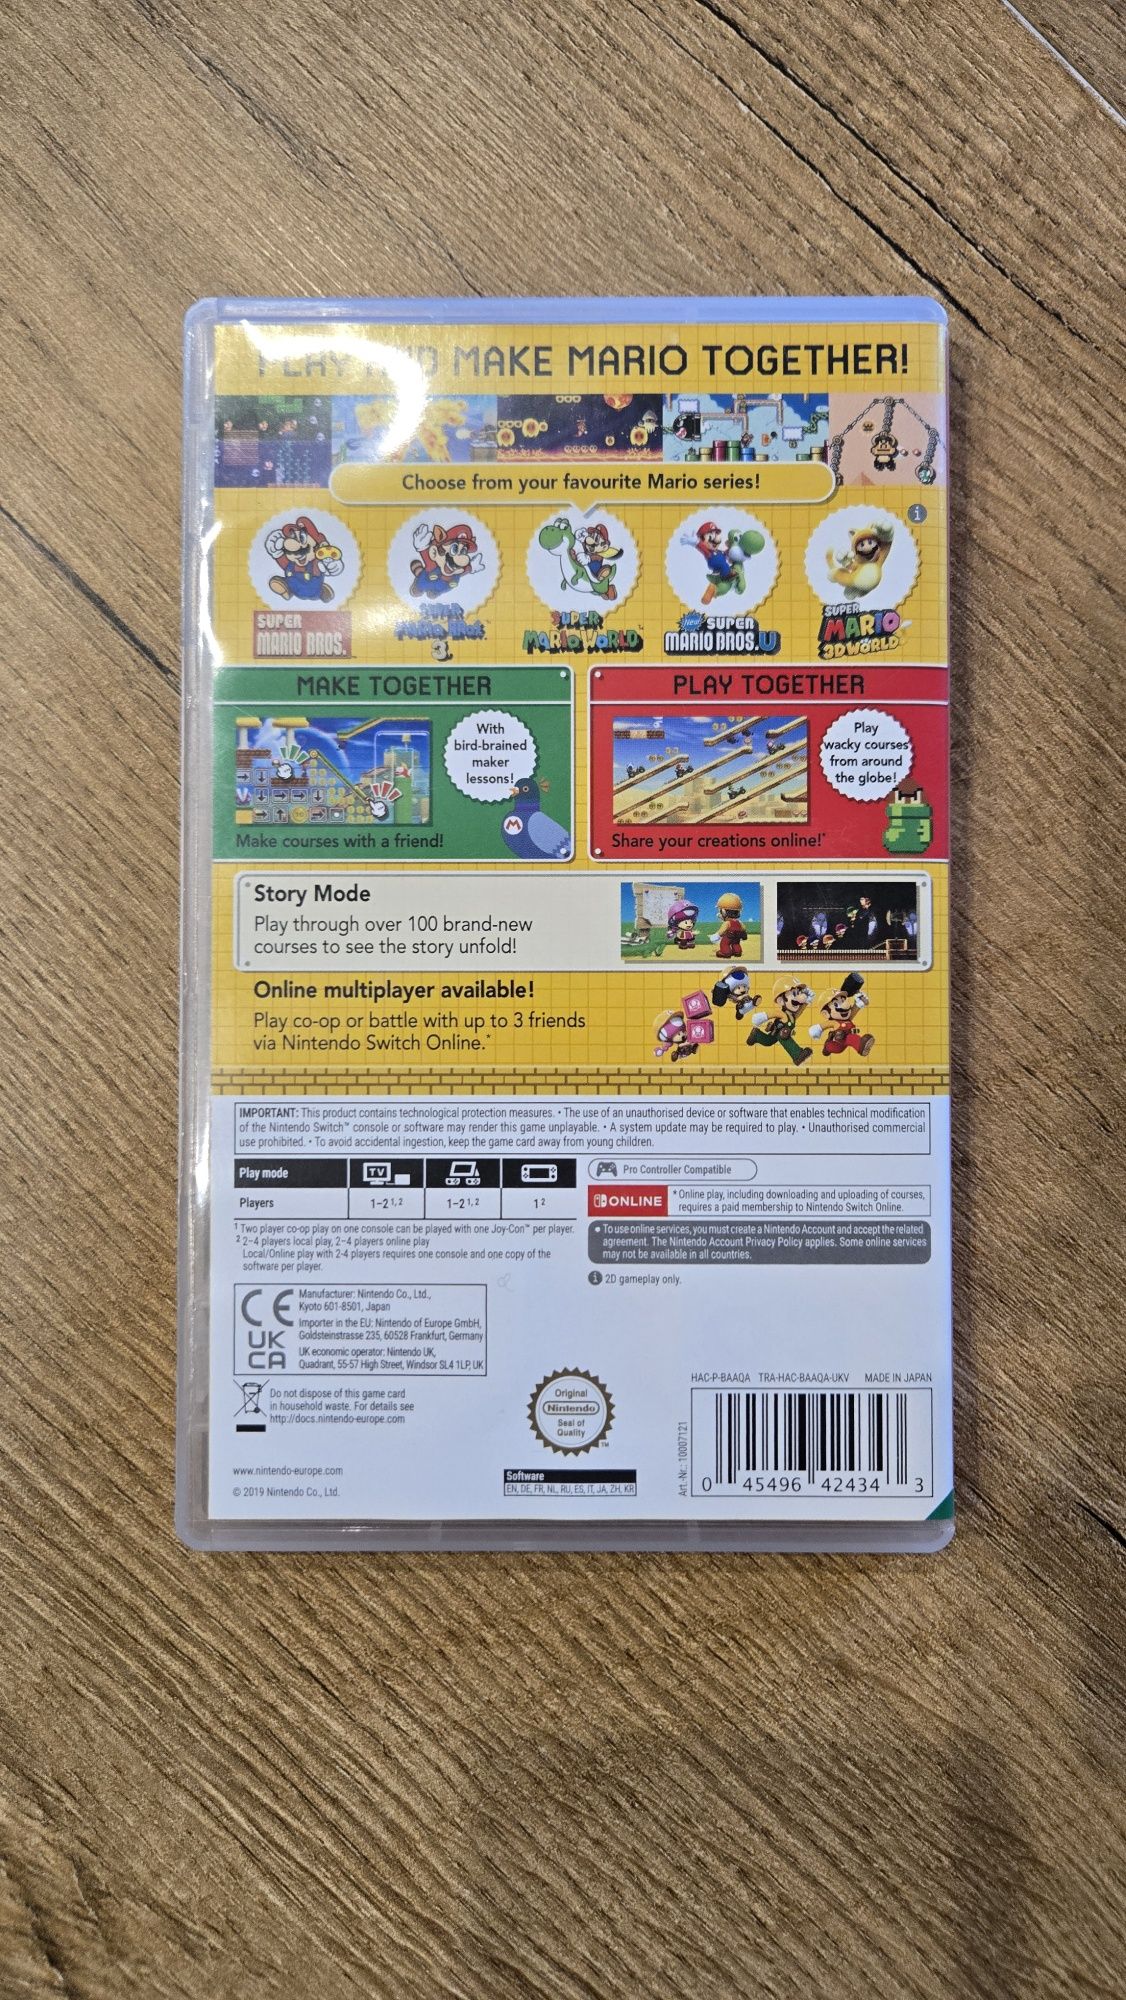 PLAY AND MAKE MARIO TOGETHER!
Choose from your favourite Mario series!
i
SUPER
MARIO BROS.
SUPER
MARIO BROS.
3
SUPER
MARIO WORLD
New SUPER
MARIO BROS. U
SUPER
MARIO
3D WORLD
MAKE TOGETHER
With
bird-brained
maker
lessons!
M
Make courses with a friend!
PLAY TOGETHER
Play
wacky courses
from around
the globe!
Share your creations online!*
Story Mode
Play through over 100 brand-new
courses to see the story unfold!
Online multiplayer available!
Play co-op or battle with up to 3 friends
via Nintendo Switch Online.*
IMPORTANT: This product contains technological protection measures. • The use of an unauthorised device or software that enables technical modification
of the Nintendo Switch™ console or software may render this game unplayable. • A system update may be required to play. • Unauthorised commercial
use prohibited. • To avoid accidental ingestion, keep the game card away from young children.
Play mode TV
Players 1-2 1, 2 1-2 1, 2 1 2
1 Two player co-op play on one console can be played with one Joy-Con™ per player.
2 2-4 players local play, 2-4 players online play
Local/Online play with 2-4 players requires one console and one copy of the
software per player.
Pro Controller Compatible
ONLINE
* Online play, including downloading and uploading of courses,
requires a paid membership to Nintendo Switch Online.
• To use online services, you must create a Nintendo Account and accept the related
agreement. The Nintendo Account Privacy Policy applies. Some online services
may not be available in all countries.
i 2D gameplay only.
CE
UK
CA
Manufacturer: Nintendo Co., Ltd.,
Kyoto 601-8501, Japan
Importer in the EU: Nintendo of Europe GmbH,
Goldsteinstrasse 235, 60528 Frankfurt, Germany
UK economic operator: Nintendo UK,
Quadrant, 55-57 High Street, Windsor SL4 1LP, UK
Do not dispose of this game card
in household waste. For details see
http://docs.nintendo-europe.com
Original
Nintendo
Seal of
Quality
TM
www.nintendo-europe.com
© 2019 Nintendo Co., Ltd.
Software
EN, DE, FR, NL, RU, ES, IT, JA, ZH, KR
HAC-P-BAAQA TRA-HAC-BAAQA-UKV MADE IN JAPAN
Art.-Nr.: 10007121
0 45496 42434 3